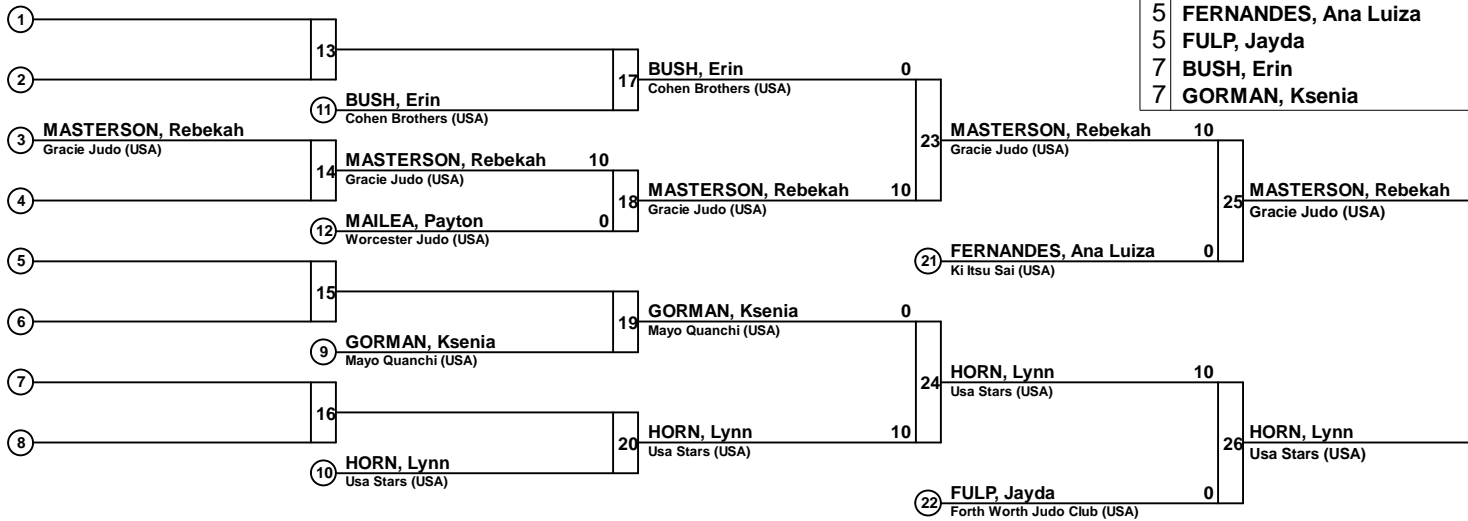 5 FERNANDES, Ana Luiza
5 FULP, Jayda
7 BUSH, Erin
7 GORMAN, Ksenia
1
13
2
11 BUSH, Erin
Cohen Brothers (USA)
17
BUSH, Erin 0
Cohen Brothers (USA)
3 MASTERSON, Rebekah
Gracie Judo (USA)
14
4
MASTERSON, Rebekah 10
Gracie Judo (USA)
18
12 MAILEA, Payton 0
Worcester Judo (USA)
MASTERSON, Rebekah 10
Gracie Judo (USA)
23
MASTERSON, Rebekah 10
Gracie Judo (USA)
25
21 FERNANDES, Ana Luiza 0
Ki Itsu Sai (USA)
MASTERSON, Rebekah
Gracie Judo (USA)
5
15
6
9 GORMAN, Ksenia
Mayo Quanchi (USA)
19
GORMAN, Ksenia 0
Mayo Quanchi (USA)
7
16
8
10 HORN, Lynn
Usa Stars (USA)
20
HORN, Lynn 10
Usa Stars (USA)
24
HORN, Lynn 10
Usa Stars (USA)
26
22 FULP, Jayda 0
Forth Worth Judo Club (USA)
HORN, Lynn
Usa Stars (USA)